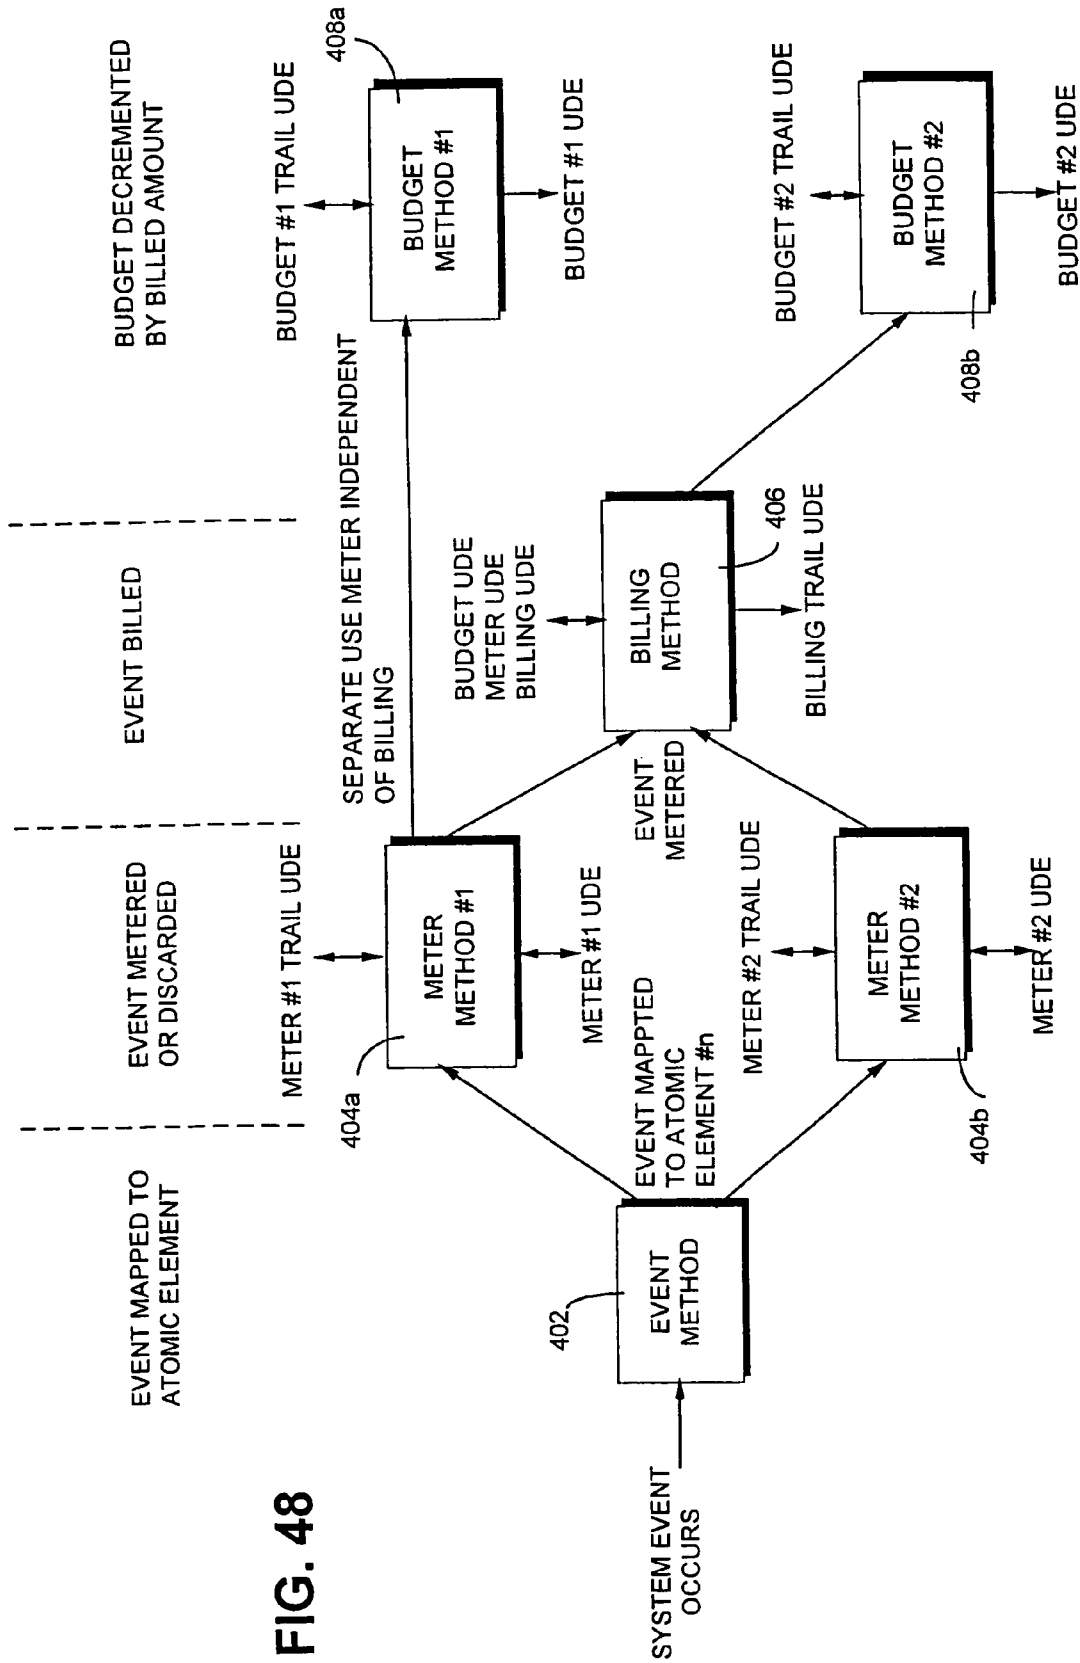 FIG. 48
EVENT MAPPED TO
ATOMIC ELEMENT
EVENT METERED
OR DISCARDED
EVENT BILLED
BUDGET DECREMENTED
BY BILLED AMOUNT
SYSTEM EVENT
OCCURS
402
EVENT
METHOD
EVENT MAPPTED
TO ATOMIC
ELEMENT #n
METER #1 TRAIL UDE
404a
METER
METHOD #1
METER #1 UDE
METER #2 TRAIL UDE
METER
METHOD #2
404b
METER #2 UDE
SEPARATE USE METER INDEPENDENT
OF BILLING
EVENT
METERED
BUDGET UDE
METER UDE
BILLING UDE
BILLING
METHOD
406
BILLING TRAIL UDE
BUDGET #1 TRAIL UDE
408a
BUDGET
METHOD #1
BUDGET #1 UDE
BUDGET #2 TRAIL UDE
BUDGET
METHOD #2
408b
BUDGET #2 UDE